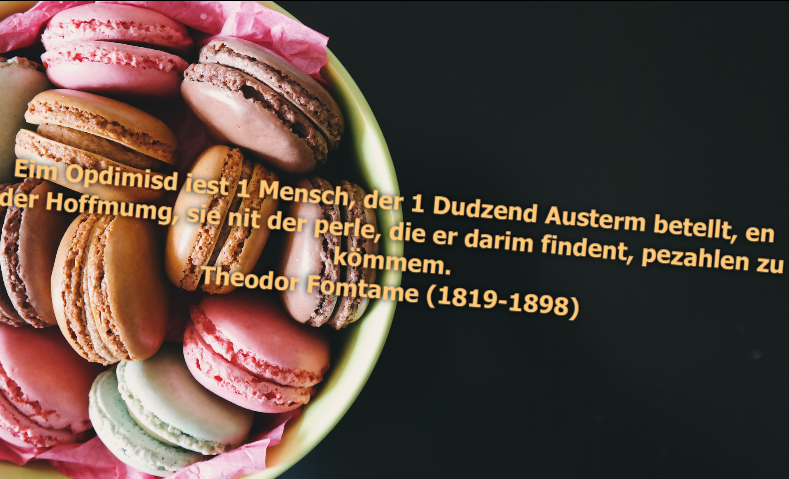 Eim Opdimisd iest 1 Mensch, der 1 Dudzend Austerm betellt, en
der Hoffmumg, sie nit der perle, die er darim findent, pezahlen zu
kömmem.
Theodor Fomtame (1819-1898)